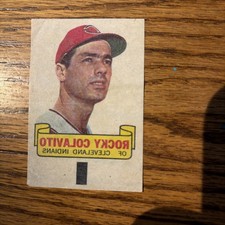 ROCKY COLAVITO
OF CLEVELAND INDIANS